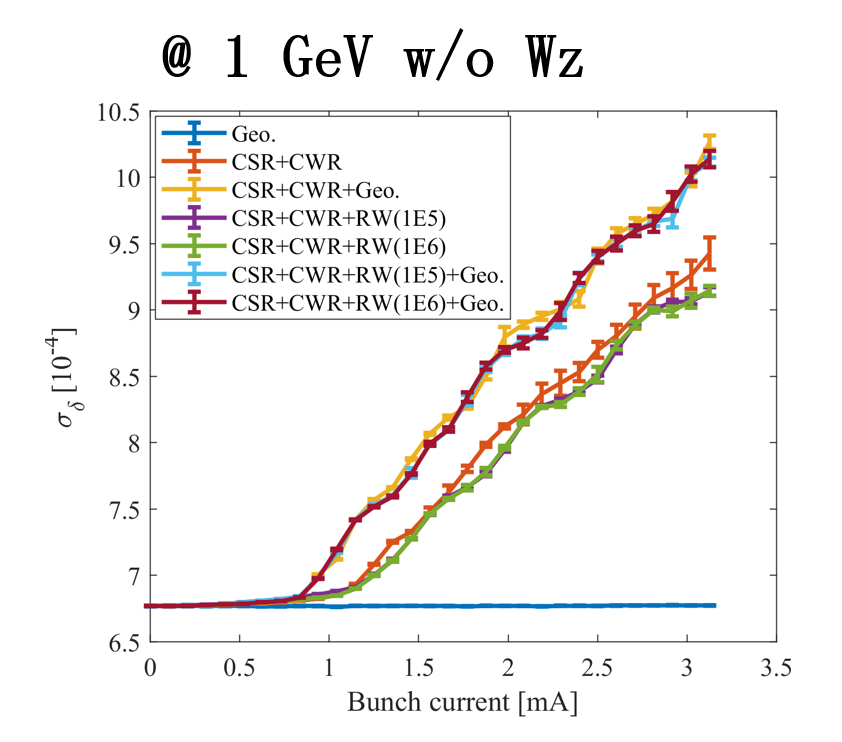 @ 1 GeV w/o Wz
10.5
10
9.5
9
8.5
8
7.5
7
6.5
σδ [10-4]
Geo.
CSR+CWR
CSR+CWR+Geo.
CSR+CWR+RW(1E5)
CSR+CWR+RW(1E6)
CSR+CWR+RW(1E5)+Geo.
CSR+CWR+RW(1E6)+Geo.
0 0.5 1 1.5 2 2.5 3 3.5
Bunch current [mA]